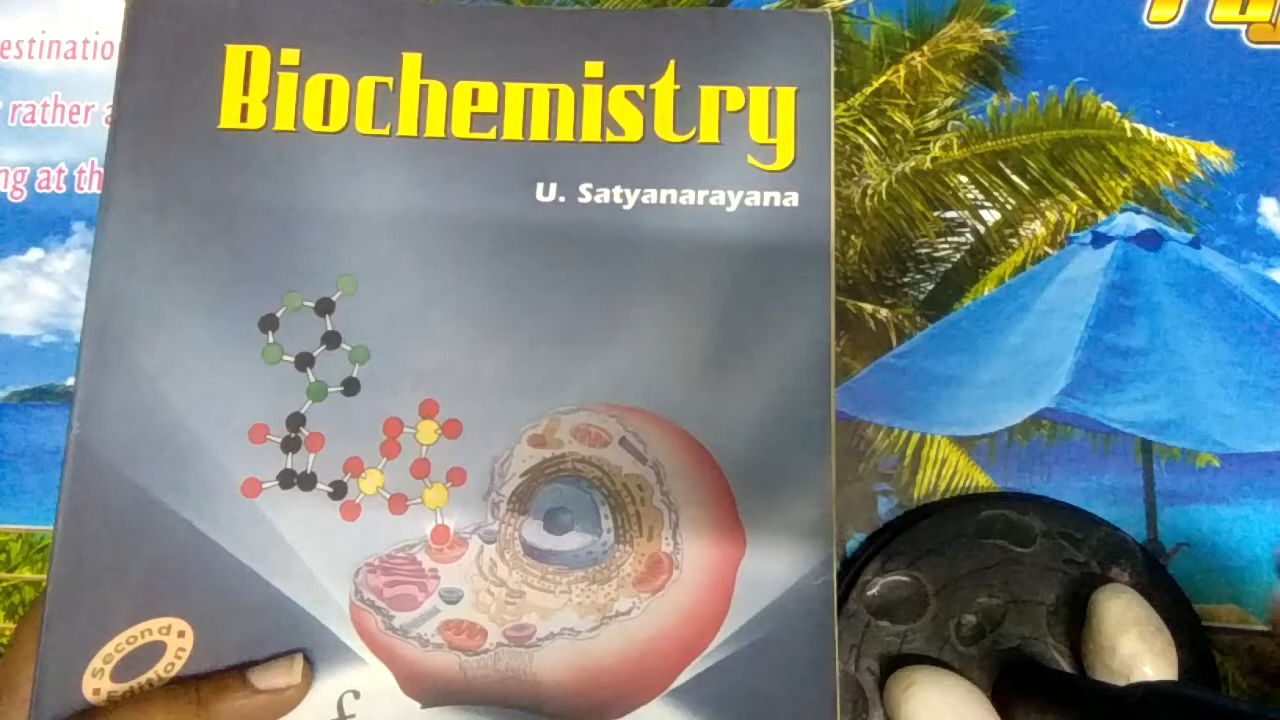 estinatio
rather a
ng at th
Biochemistry
U. Satyanarayana
Second
Edition
f